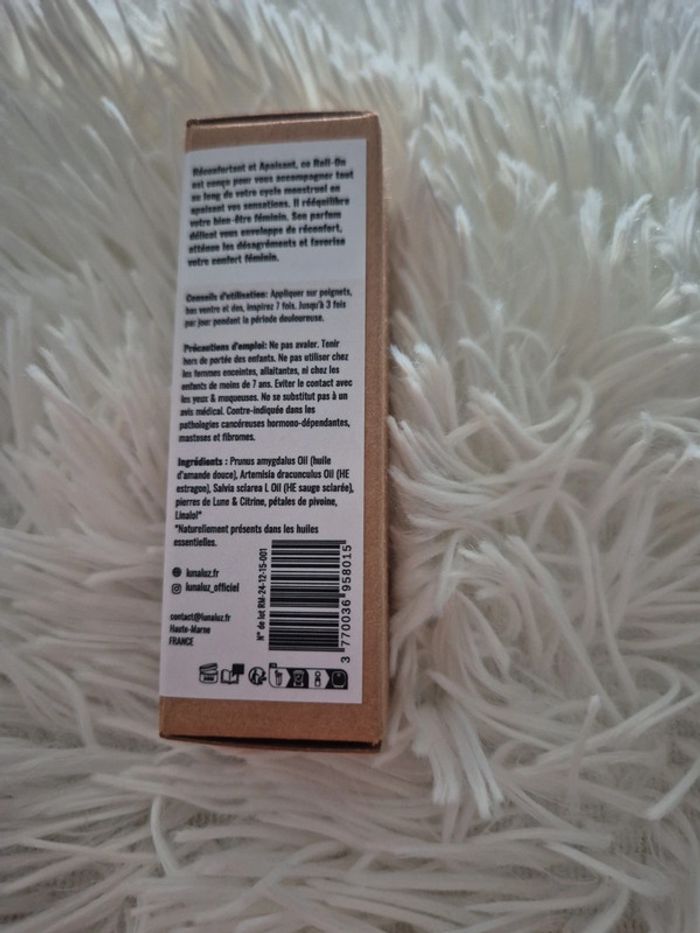 Réconfortant et Apaisant, ce Roll-On
est conçu pour vous accompagner tout
au long de votre cycle menstruel en
apaisant vos sensations. Il rééquilibre
votre bien-être féminin. Son parfum
délicat vous enveloppe de réconfort,
atténue les désagréments et favorise
votre confort féminin.
Conseils d'utilisation: Appliquer sur poignets,
bas ventre et dos, inspirez 7 fois. Jusqu'à 3 fois
par jour pendant la période douloureuse.
Précautions d'emploi: Ne pas avaler. Tenir
hors de portée des enfants. Ne pas utiliser chez
les femmes enceintes, allaitantes, ni chez les
enfants de moins de 7 ans. Eviter le contact avec
les yeux & muqueuses. Ne se substitut pas à un
avis médical. Contre-indiquée dans les
pathologies cancéreuses hormono-dépendantes,
mastoses et fibromes.
Ingrédients : Prunus amygdalus Oil (huile
d'amande douce), Artemisia dracunculus Oil (HE
estragon), Salvia sclarea L Oil (HE sauge sclarée),
pierres de Lune & Citrine, pétales de pivoine,
Linalol*
*Naturellement présents dans les huiles
essentielles.
lunaluz.fr
lunaluz_officiel
contact@lunaluz.fr
Haute-Marne
FRANCE
N° de lot RM-24-12-15-001
3 770036 958015